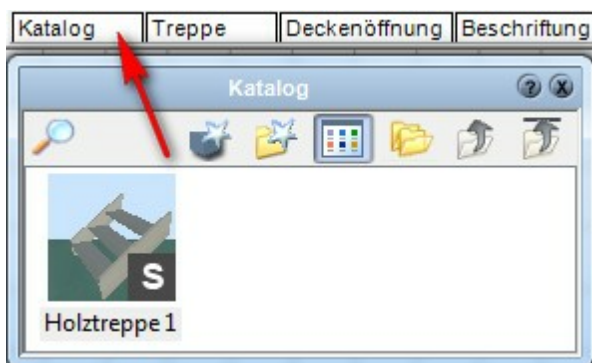 Katalog Treppe Deckenöffnung Beschriftung
Katalog ? X
S
Holztreppe 1